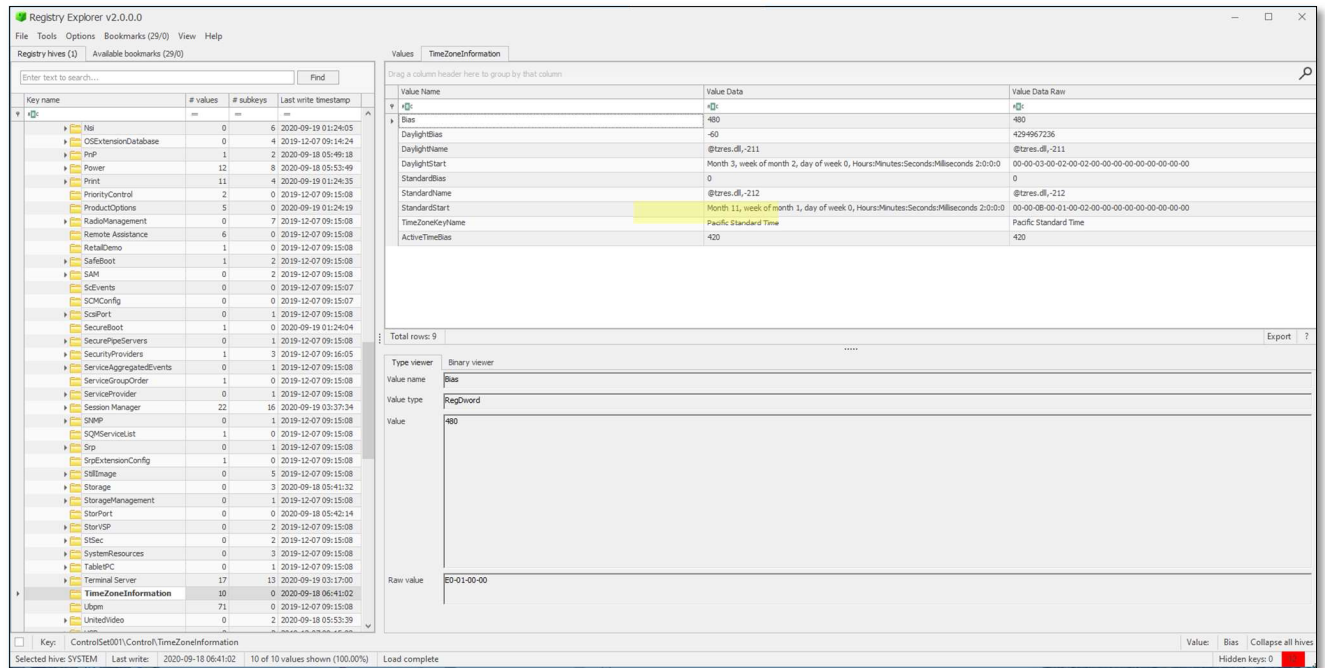 Registry Explorer v2.0.0.0
File Tools Options Bookmarks (29/0) View Help
Registry hives (1) Available bookmarks (29/0)
Enter text to search... Find
Key name # values # subkeys Last write timestamp
Nsi 0 6 2020-09-19 01:24:05
OSExtensionDatabase 0 4 2019-12-07 09:14:24
PnP 1 2 2020-09-18 05:49:18
Power 12 8 2020-09-18 05:53:49
Print 11 4 2020-09-19 01:24:35
PriorityControl 2 0 2019-12-07 09:15:08
ProductOptions 5 0 2020-09-19 01:24:19
RadioManagement 0 7 2019-12-07 09:15:08
Remote Assistance 6 0 2019-12-07 09:15:08
RetailDemo 1 0 2019-12-07 09:15:08
SafeBoot 1 2 2019-12-07 09:15:08
SAM 0 2 2019-12-07 09:15:08
ScEvents 0 0 2019-12-07 09:15:07
SCMConfig 0 0 2019-12-07 09:15:07
ScsiPort 0 1 2019-12-07 09:15:08
SecureBoot 1 0 2020-09-19 01:24:04
SecurePipeServers 0 1 2019-12-07 09:15:08
SecurityProviders 1 3 2019-12-07 09:16:05
ServiceAggregatedEvents 0 1 2019-12-07 09:15:08
ServiceGroupOrder 1 0 2019-12-07 09:15:08
ServiceProvider 0 1 2019-12-07 09:15:08
Session Manager 22 16 2020-09-19 03:37:34
SNMP 0 1 2019-12-07 09:15:08
SQMServiceList 1 0 2019-12-07 09:15:08
Srp 0 1 2019-12-07 09:15:08
SrpExtensionConfig 1 0 2019-12-07 09:15:08
StillImage 0 5 2019-12-07 09:15:08
Storage 0 3 2020-09-18 05:41:32
StorageManagement 0 1 2019-12-07 09:15:08
StorPort 0 0 2020-09-18 05:42:14
StorVSP 0 2 2019-12-07 09:15:08
StSec 0 2 2019-12-07 09:15:08
SystemResources 0 3 2019-12-07 09:15:08
TabletPC 0 1 2019-12-07 09:15:08
Terminal Server 17 13 2020-09-19 03:17:00
TimeZoneInformation 10 0 2020-09-18 06:41:02
Ubpm 71 0 2019-12-07 09:15:08
UnitedVideo 0 2 2020-09-18 05:53:39
Values TimeZoneInformation
Drag a column header here to group by that column
Value Name Value Data Value Data Raw
Bias 480 480
DaylightBias -60 4294967236
DaylightName @tzres.dll,-211 @tzres.dll,-211
DaylightStart Month 3, week of month 2, day of week 0, Hours:Minutes:Seconds:Milliseconds 2:0:0:0 00-00-03-00-02-00-02-00-00-00-00-00-00-00-00-00
StandardBias 0 0
StandardName @tzres.dll,-212 @tzres.dll,-212
StandardStart Month 11, week of month 1, day of week 0, Hours:Minutes:Seconds:Milliseconds 2:0:0:0 00-00-0B-00-01-00-02-00-00-00-00-00-00-00-00-00
TimeZoneKeyName Pacific Standard Time Pacific Standard Time
ActiveTimeBias 420 420
Total rows: 9 Export ?
Type viewer Binary viewer
Value name Bias
Value type RegDword
Value 480
Raw value E0-01-00-00
Key: ControlSet001\Control\TimeZoneInformation Value: Bias Collapse all hives
Selected hive: SYSTEM Last write: 2020-09-18 06:41:02 10 of 10 values shown (100.00%) Load complete Hidden keys: 0